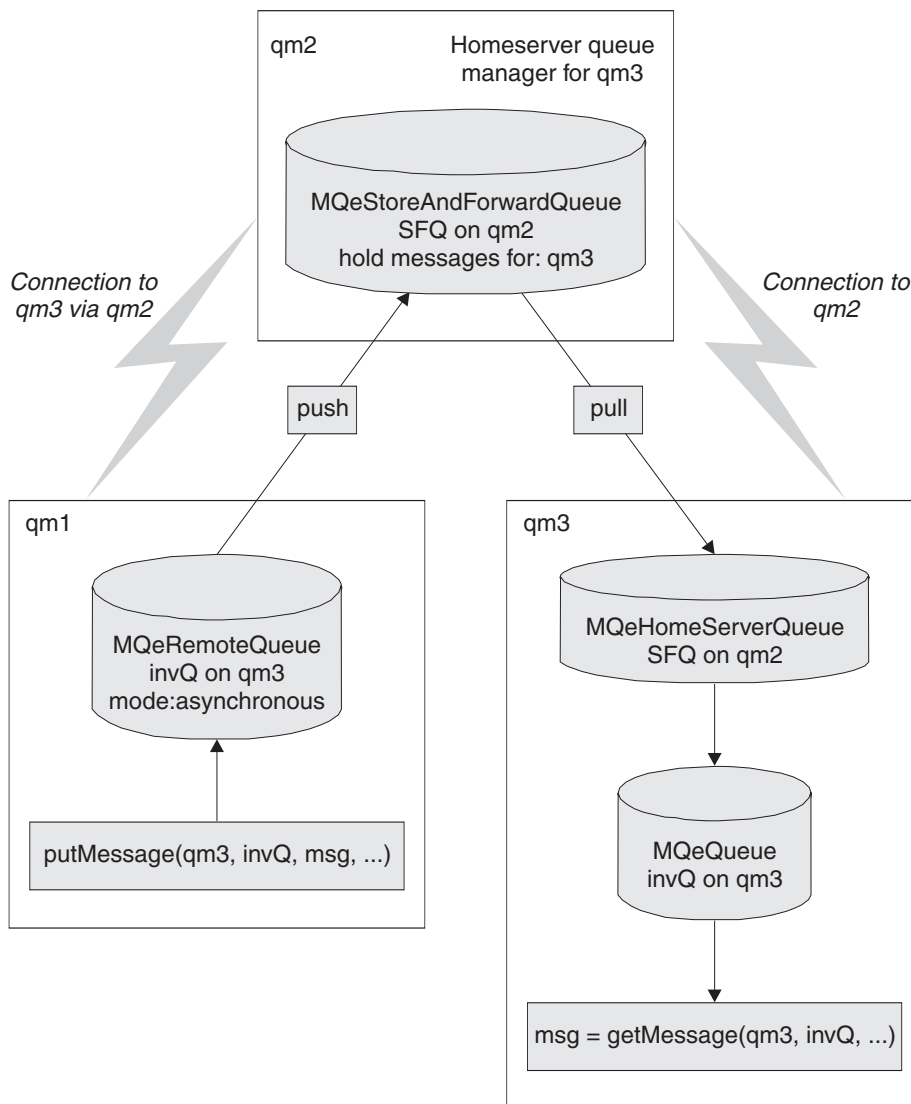 qm2
Homeserver queue
manager for qm3
MQeStoreAndForwardQueue
SFQ on qm2
hold messages for: qm3
Connection to
qm3 via qm2
Connection to
qm2
push
pull
qm1
MQeRemoteQueue
invQ on qm3
mode:asynchronous
putMessage(qm3, invQ, msg, ...)
qm3
MQeHomeServerQueue
SFQ on qm2
MQeQueue
invQ on qm3
msg = getMessage(qm3, invQ, ...)